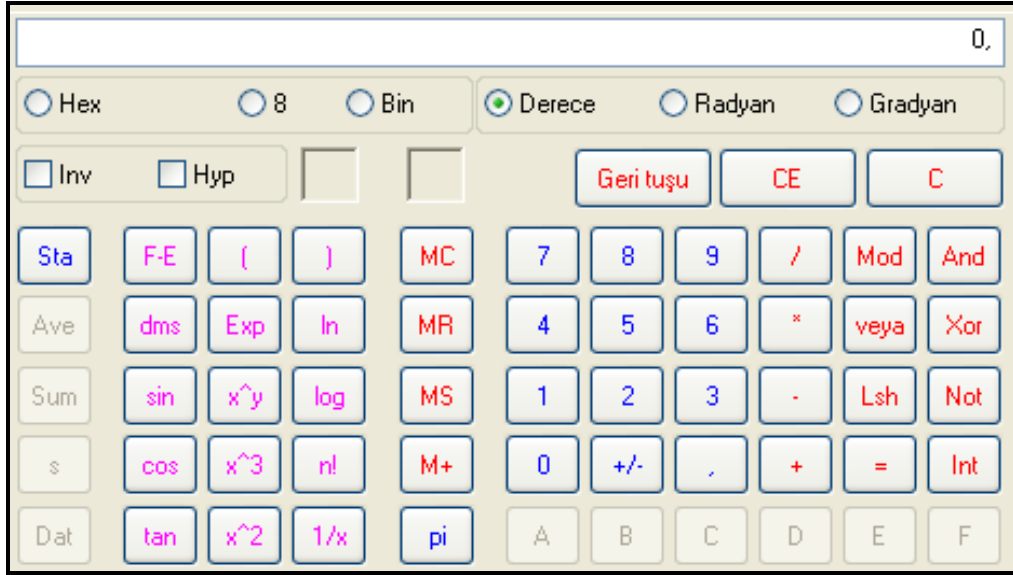 0,
Hex 8 Bin Derece Radyan Gradyan
Inv Hyp Geri tuşu CE C
Sta F-E ( ) MC 7 8 9 / Mod And
Ave dms Exp ln MR 4 5 6 * veya Xor
Sum sin x^y log MS 1 2 3 - Lsh Not
s cos x^3 n! M+ 0 +/- , + = Int
Dat tan x^2 1/x pi A B C D E F